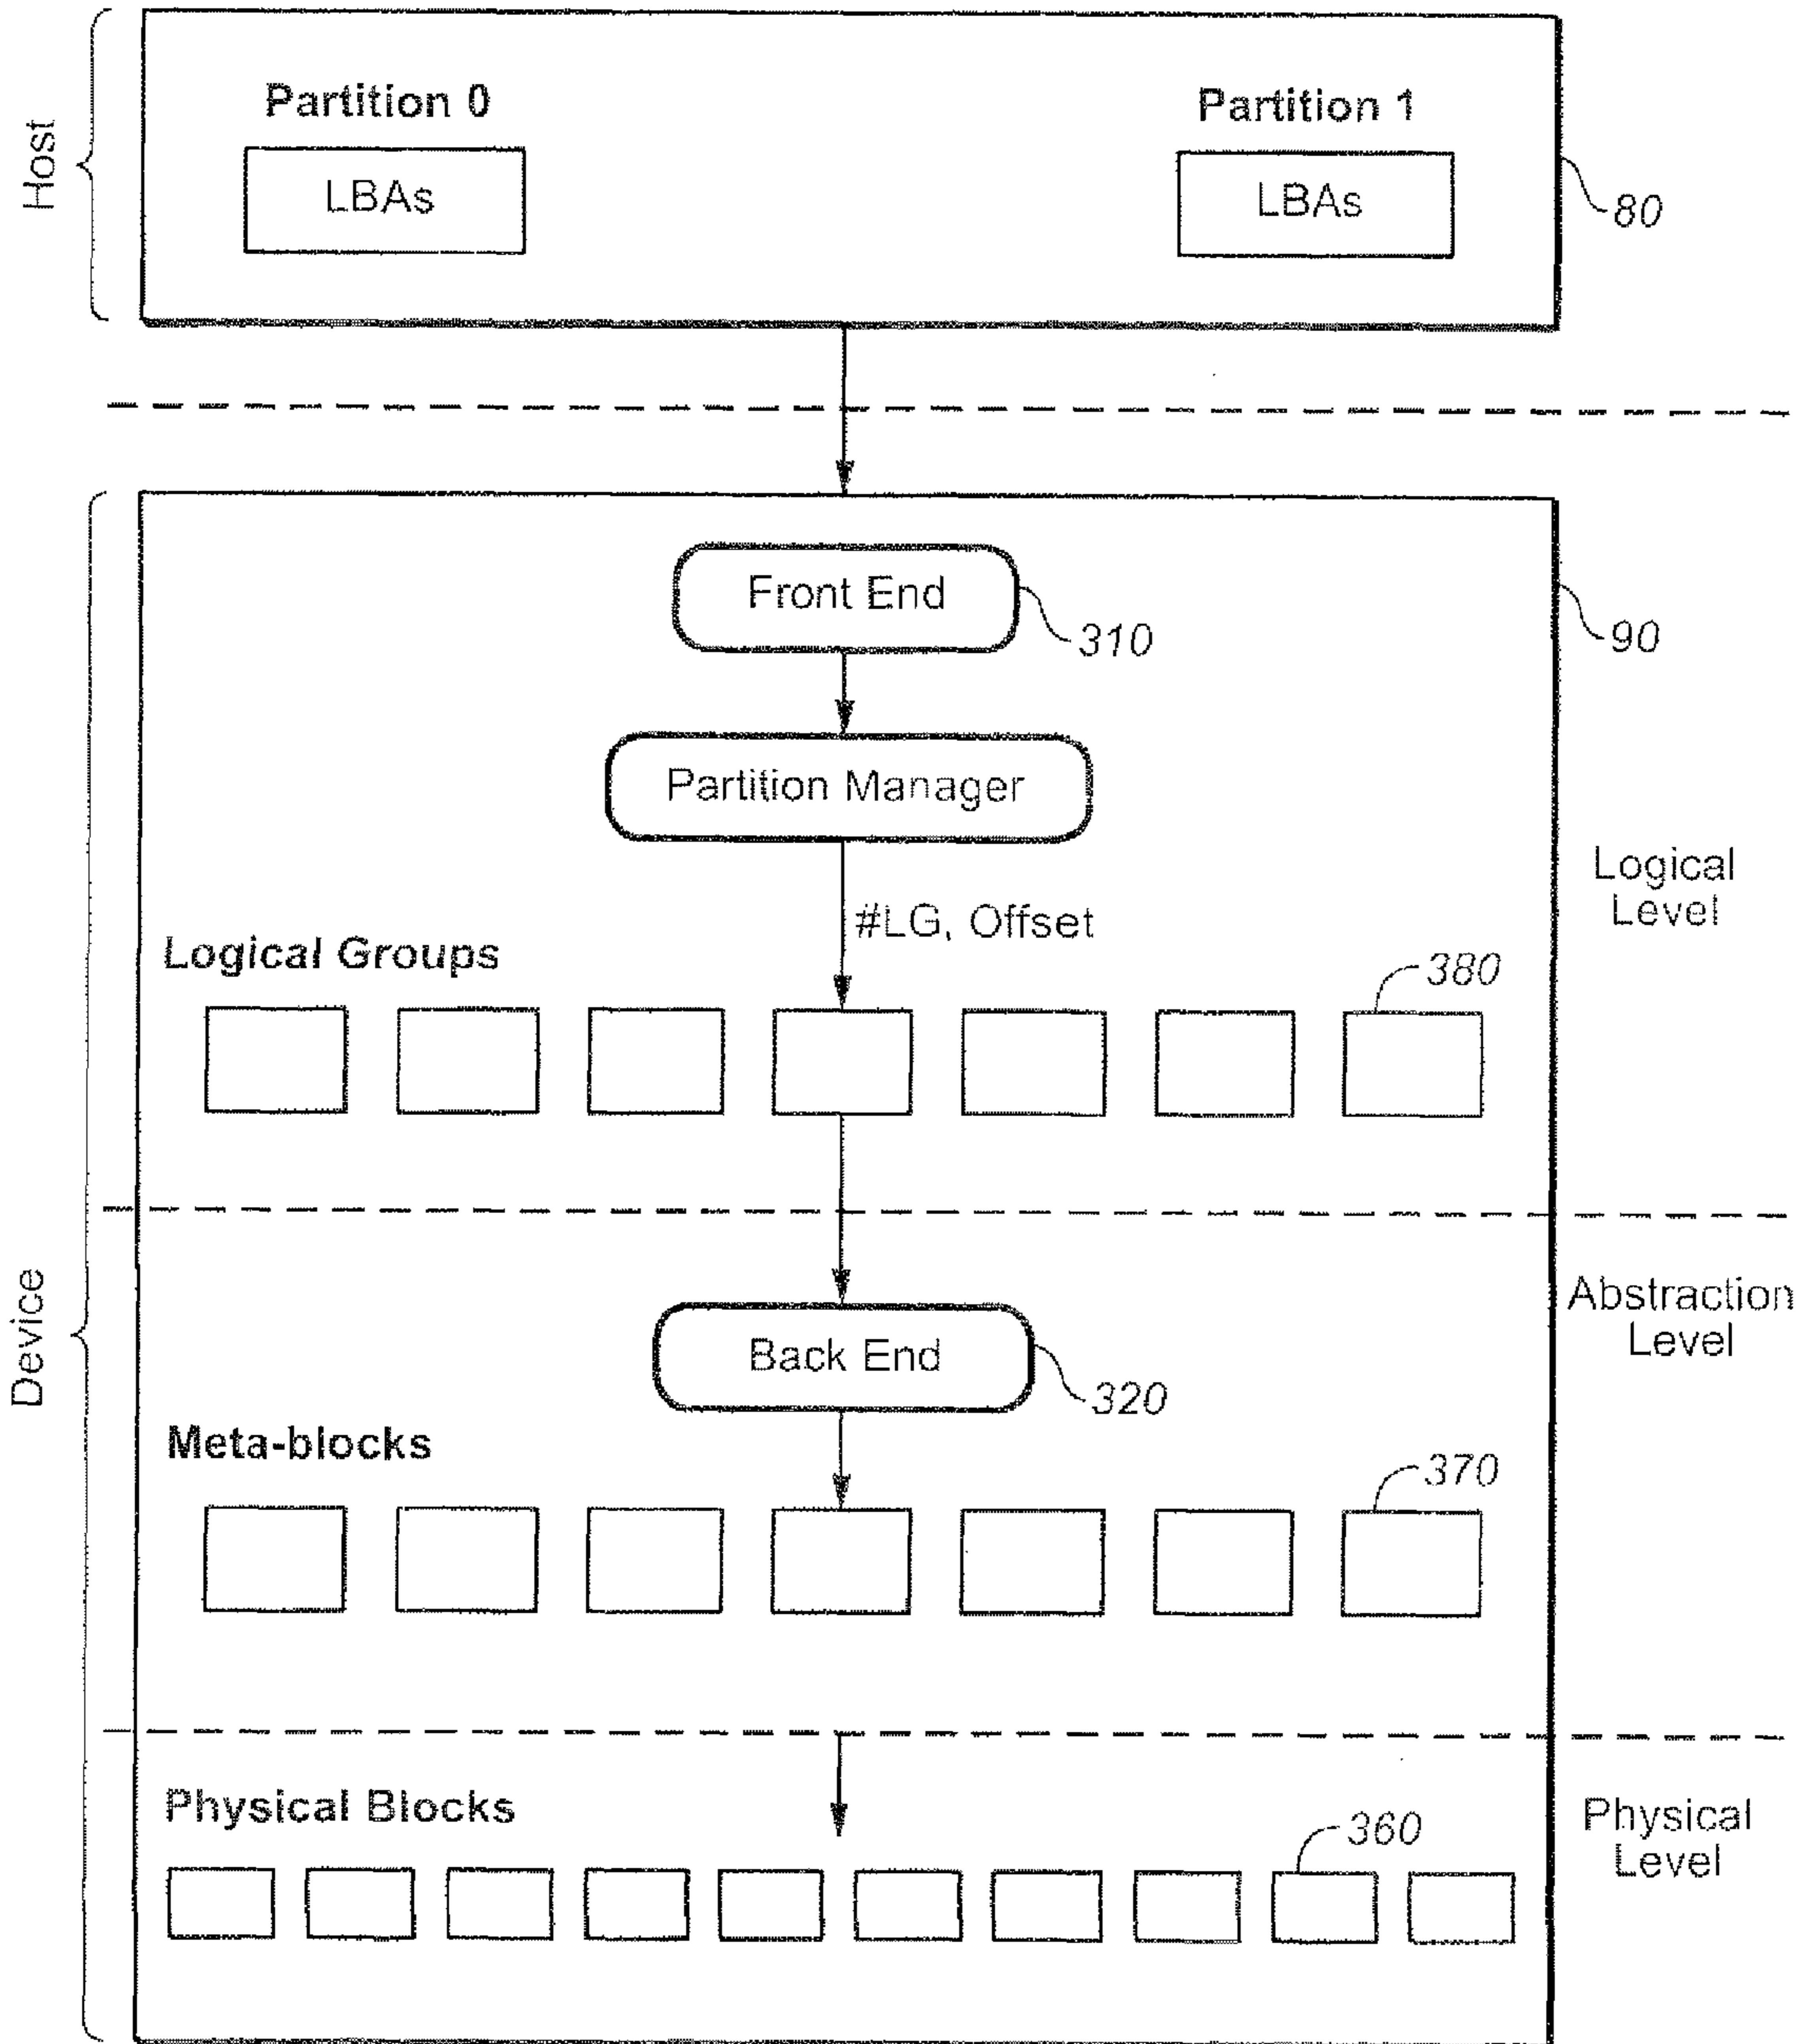 Host
Partition 0
Partition 1
LBAs
LBAs
80
Device
Front End
310
90
Partition Manager
Logical
Level
#LG, Offset
Logical Groups
380
Abstraction
Level
Back End
320
Meta-blocks
370
Physical Blocks
360
Physical
Level